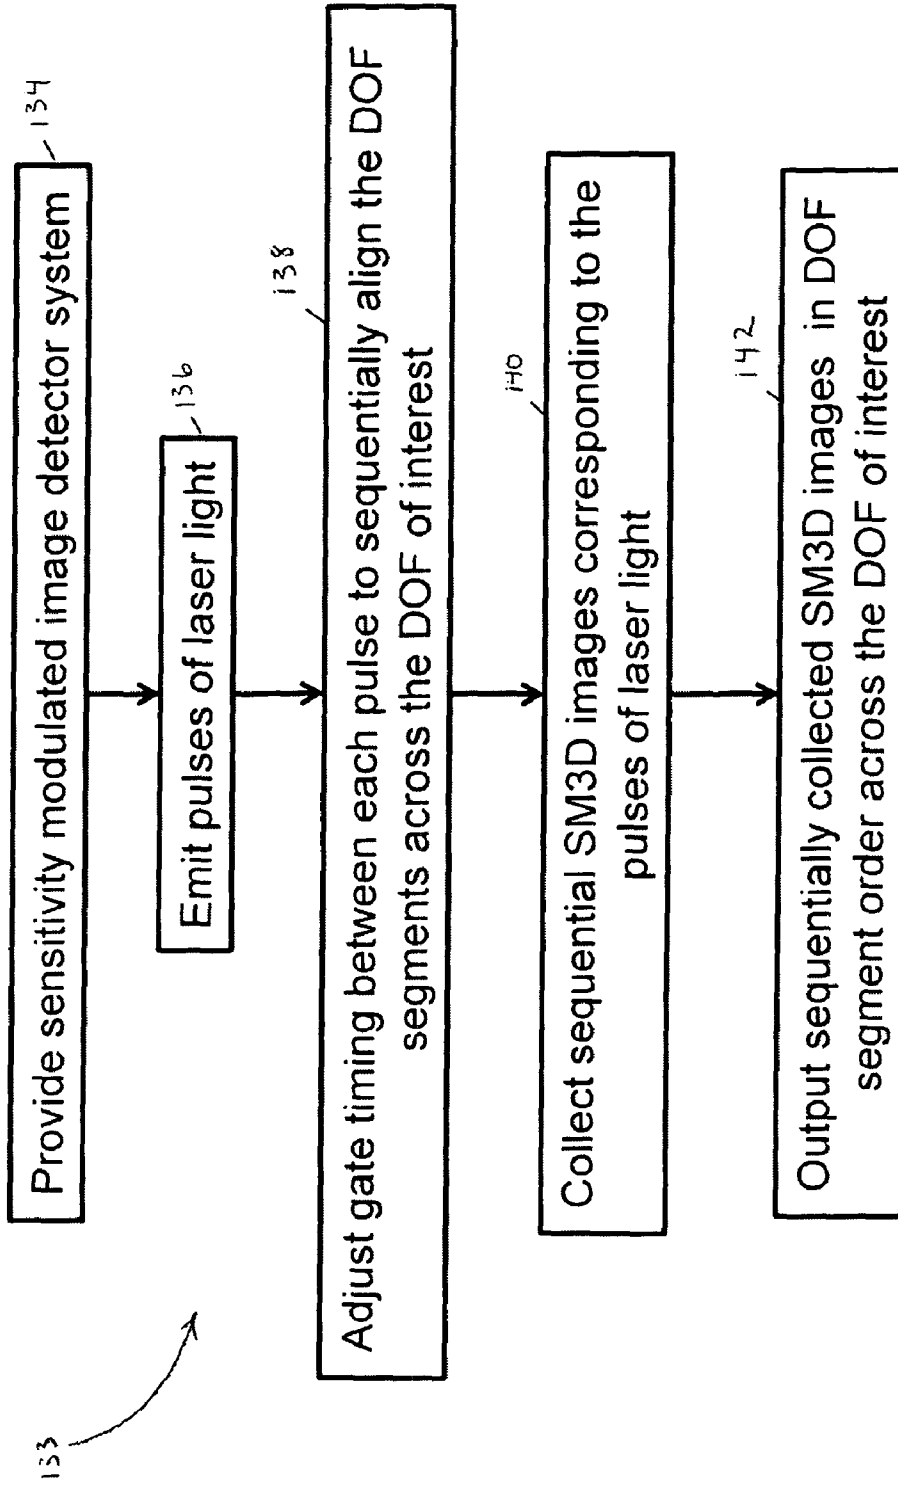 133
134
Provide sensitivity modulated image detector system
136
Emit pulses of laser light
138
Adjust gate timing between each pulse to sequentially align the DOF
segments across the DOF of interest
140
Collect sequential SM3D images corresponding to the
pulses of laser light
142
Output sequentially collected SM3D images in DOF
segment order across the DOF of interest